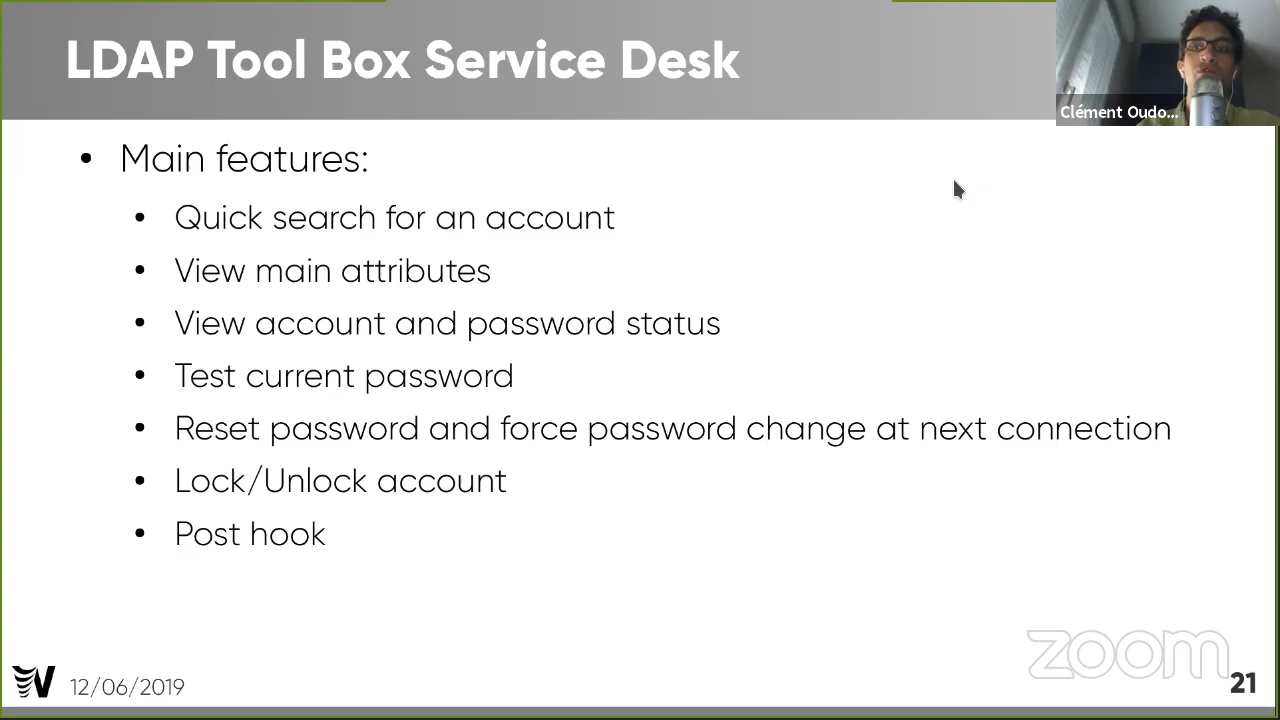 LDAP Tool Box Service Desk
Clément Oudo...
• Main features:
• Quick search for an account
• View main attributes
• View account and password status
• Test current password
• Reset password and force password change at next connection
• Lock/Unlock account
• Post hook
zoom
12/06/2019
21